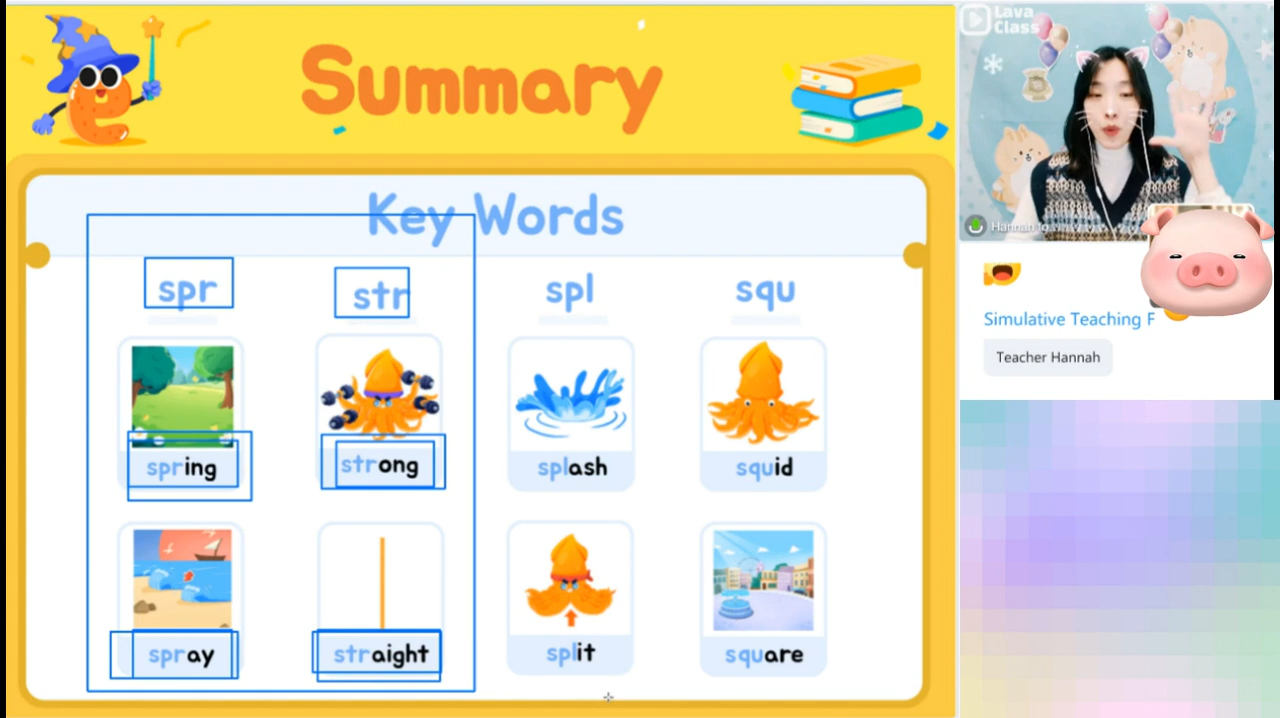 Summary
Key Words
spr str spl squ
spring strong splash squid
spray straight split square
Lava
Class
Hannah
Simulative Teaching F
Teacher Hannah